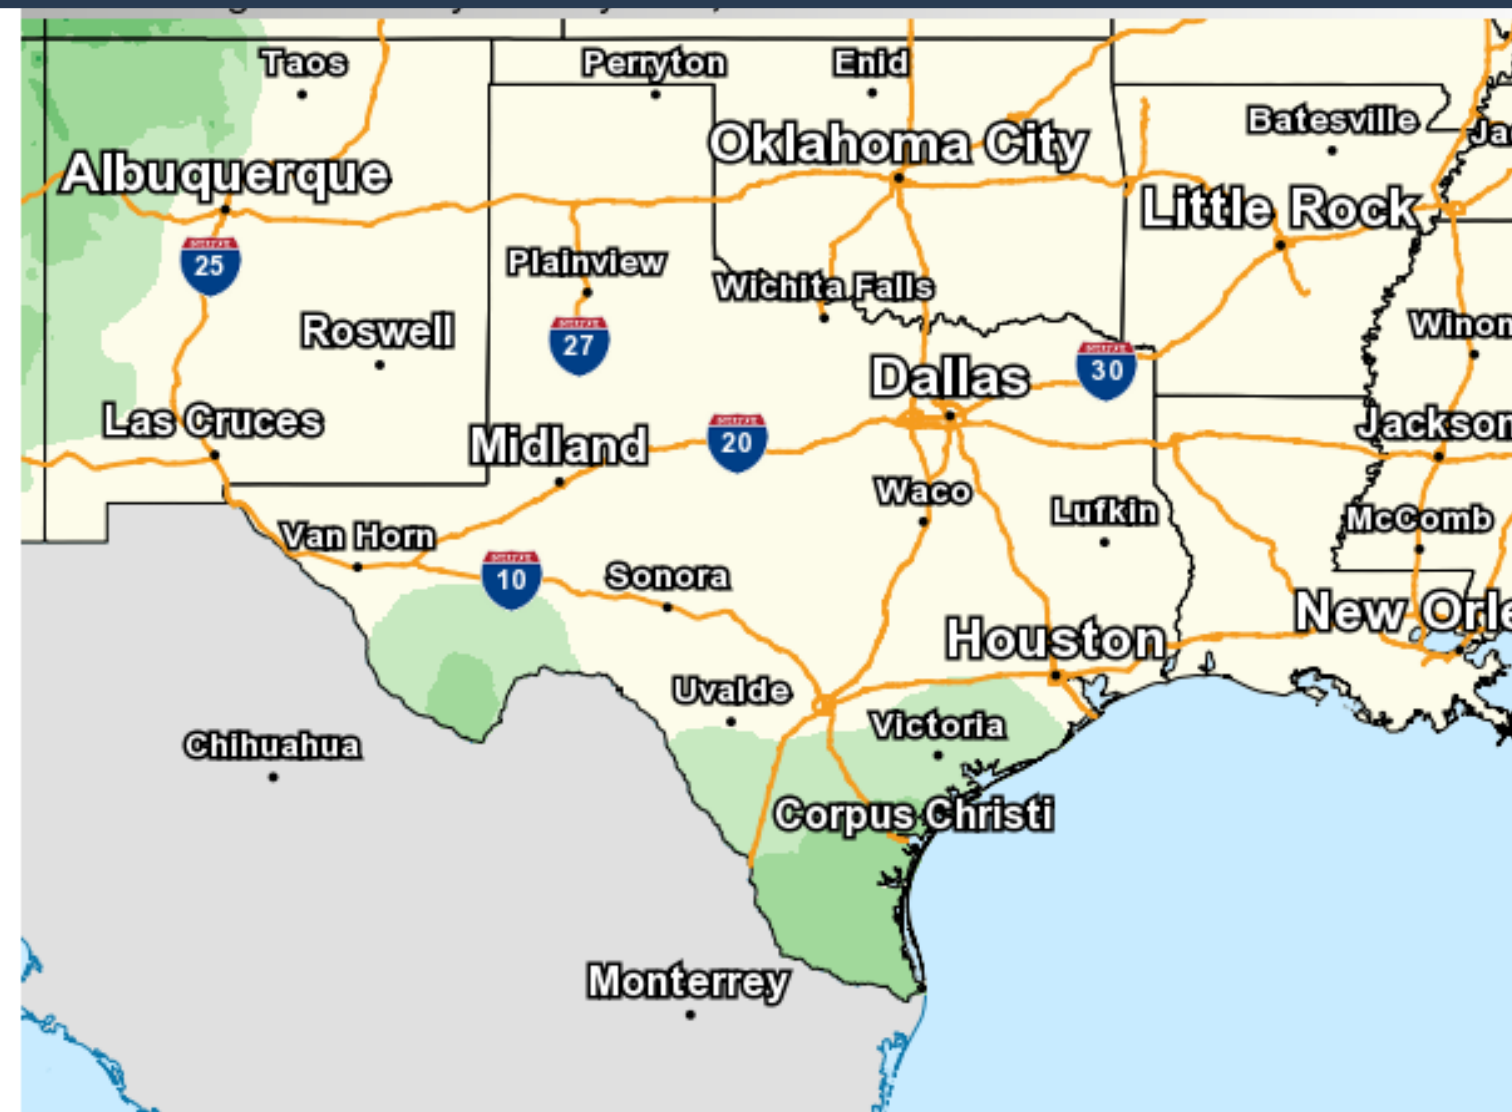 Taos
Perryton
Enid
Batesville
Oklahoma City
Albuquerque
Little Rock
25
Plainview
Wichita Falls
Roswell
27
30
Dallas
Las Cruces
Midland
20
Jackson
Waco
Lufkin
McComb
Van Horn
10
Sonora
New
Houston
Uvalde
Victoria
Chihuahua
Corpus Christi
Monterrey